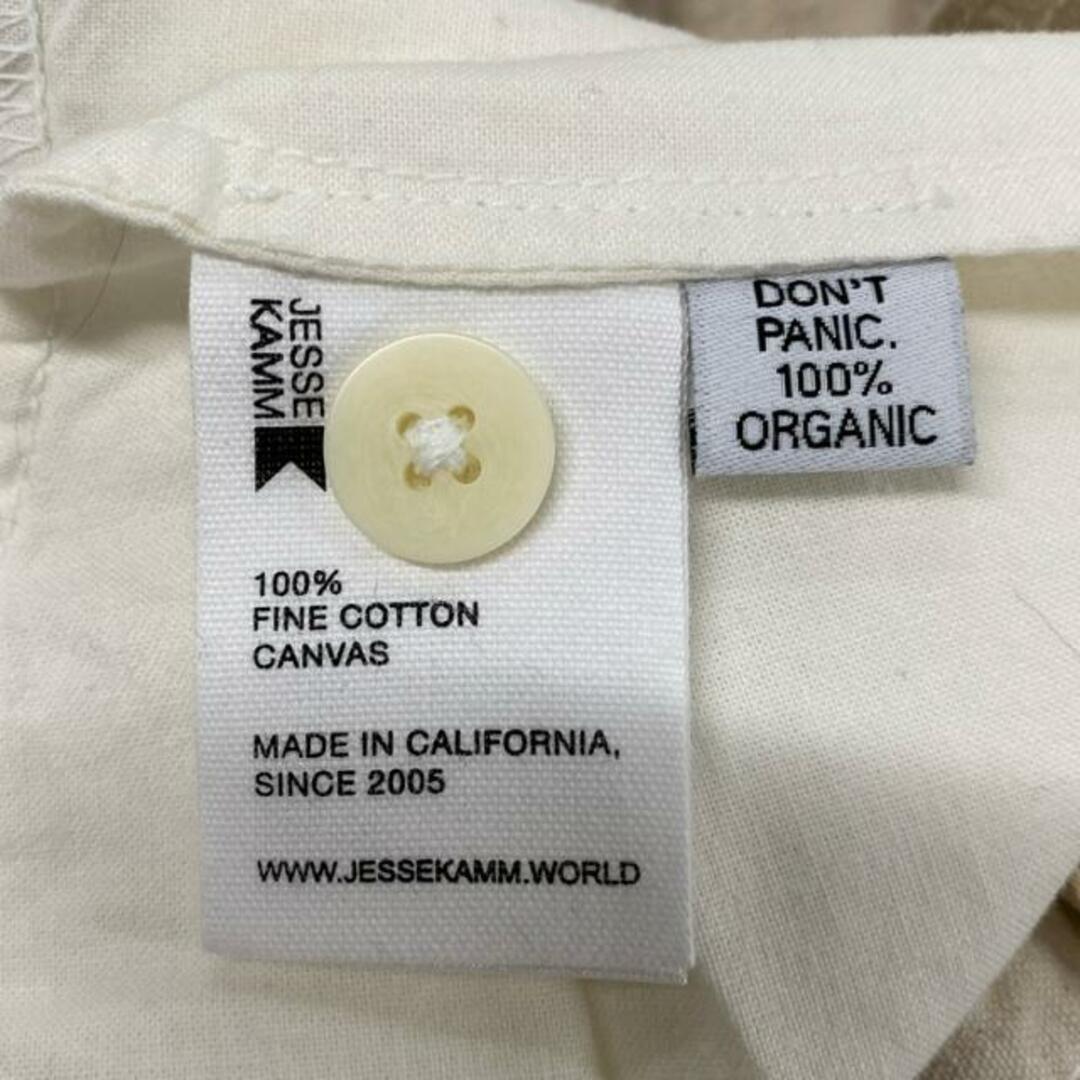 JESSE
KAMM
100%
FINE COTTON
CANVAS
MADE IN CALIFORNIA,
SINCE 2005
WWW.JESSEKAMM.WORLD
DON'T
PANIC.
100%
ORGANIC